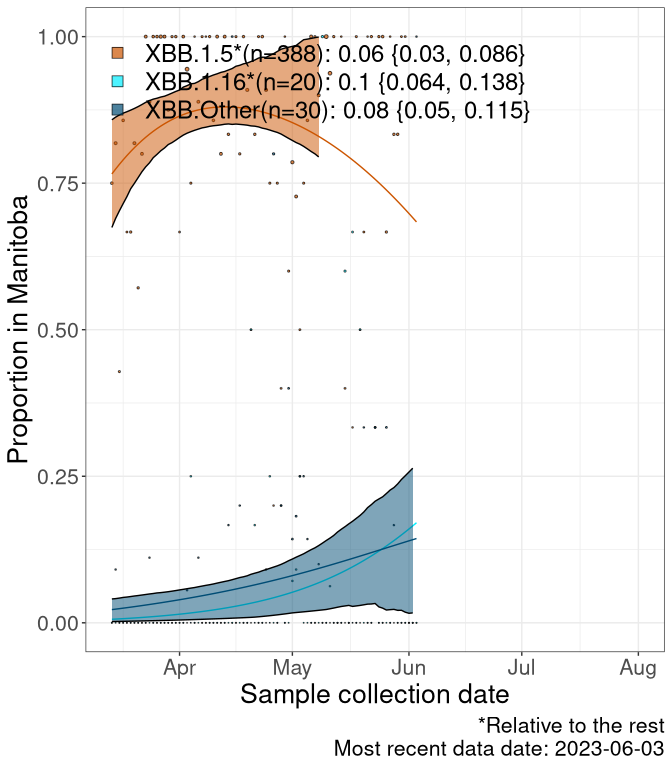 1.00
XBB.1.5*(n=388): 0.06 {0.03, 0.086}
XBB.1.16*(n=20): 0.1 {0.064, 0.138}
XBB.Other(n=30): 0.08 {0.05, 0.115}
0.75
0.50
0.25
0.00
Proportion in Manitoba
Apr May Jun Jul Aug
Sample collection date
*Relative to the rest
Most recent data date: 2023-06-03